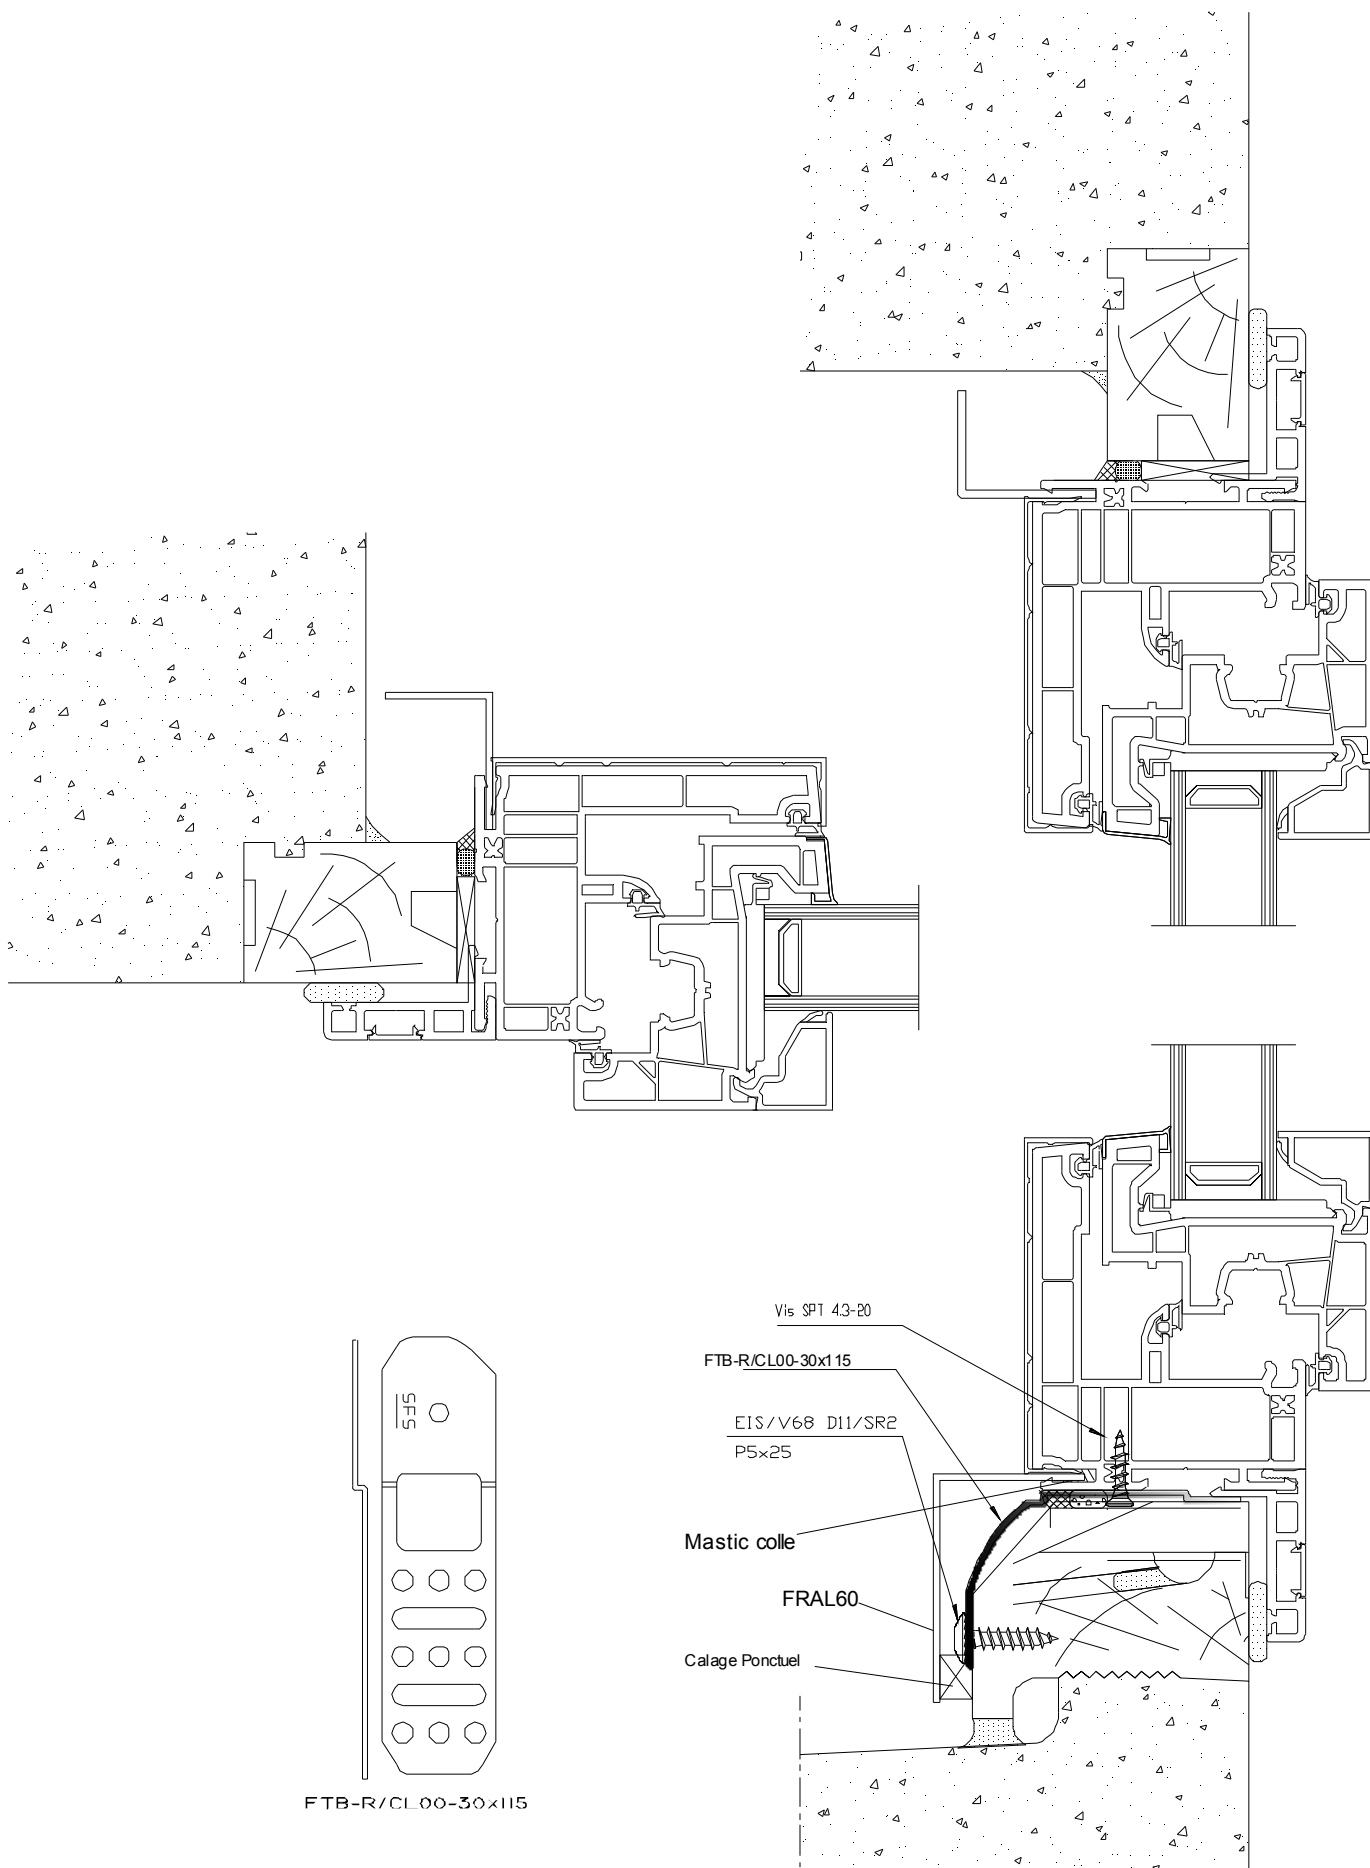 Vis SPT 4.3-20
FTB-R/CL00-30x115
EIS/V68 D11/SR2
P5x25
Mastic colle
FRAL60
Calage Ponctuel
SFS
FTB-R/CL00-30x115